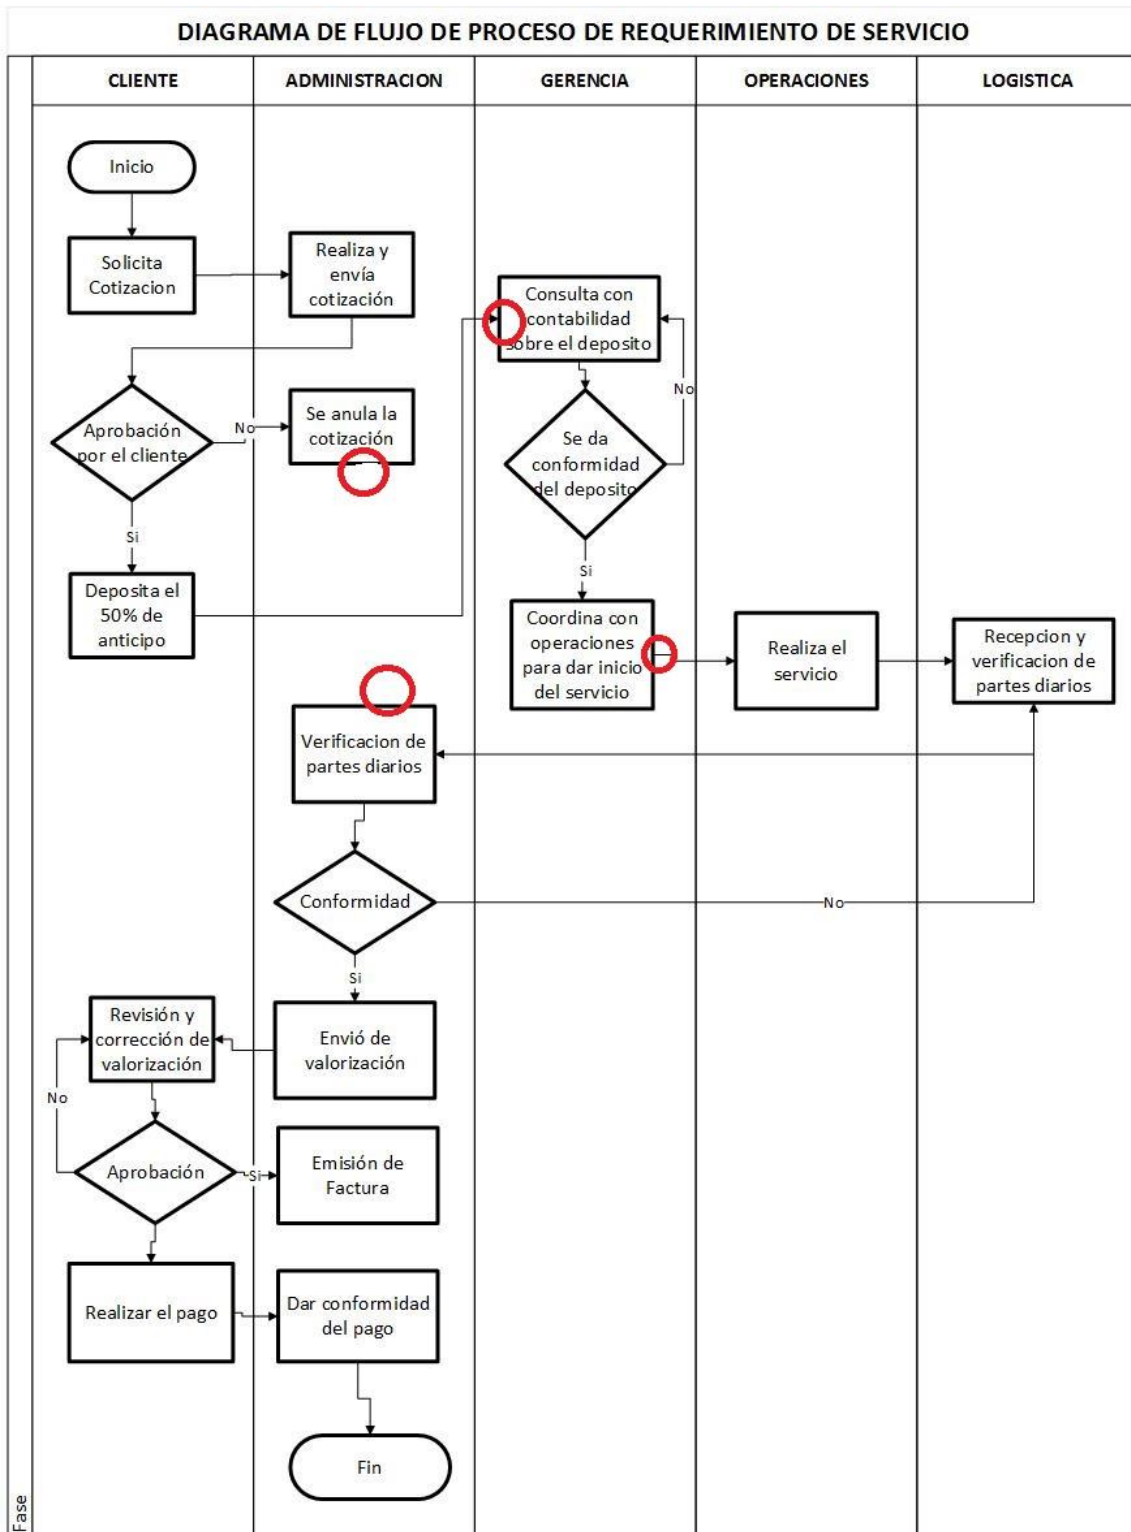 DIAGRAMA DE FLUJO DE PROCESO DE REQUERIMIENTO DE SERVICIO
CLIENTE
ADMINISTRACION
GERENCIA
OPERACIONES
LOGISTICA
Inicio
Solicita
Cotizacion
Realiza y
envía
cotización
Consulta con
contabilidad
sobre el deposito
No
Aprobación
por el cliente
No
Se anula la
cotización
Se da
conformidad
del deposito
Si
Si
Deposita el
50% de
anticipo
Coordina con
operaciones
para dar inicio
del servicio
Realiza el
servicio
Recepcion y
verificacion de
partes diarios
Verificacion de
partes diarios
Conformidad
No
Si
Revisión y
corrección de
valorización
Envió de
valorización
No
Aprobación
Si
Emisión de
Factura
Realizar el pago
Dar conformidad
del pago
Fin
Fase